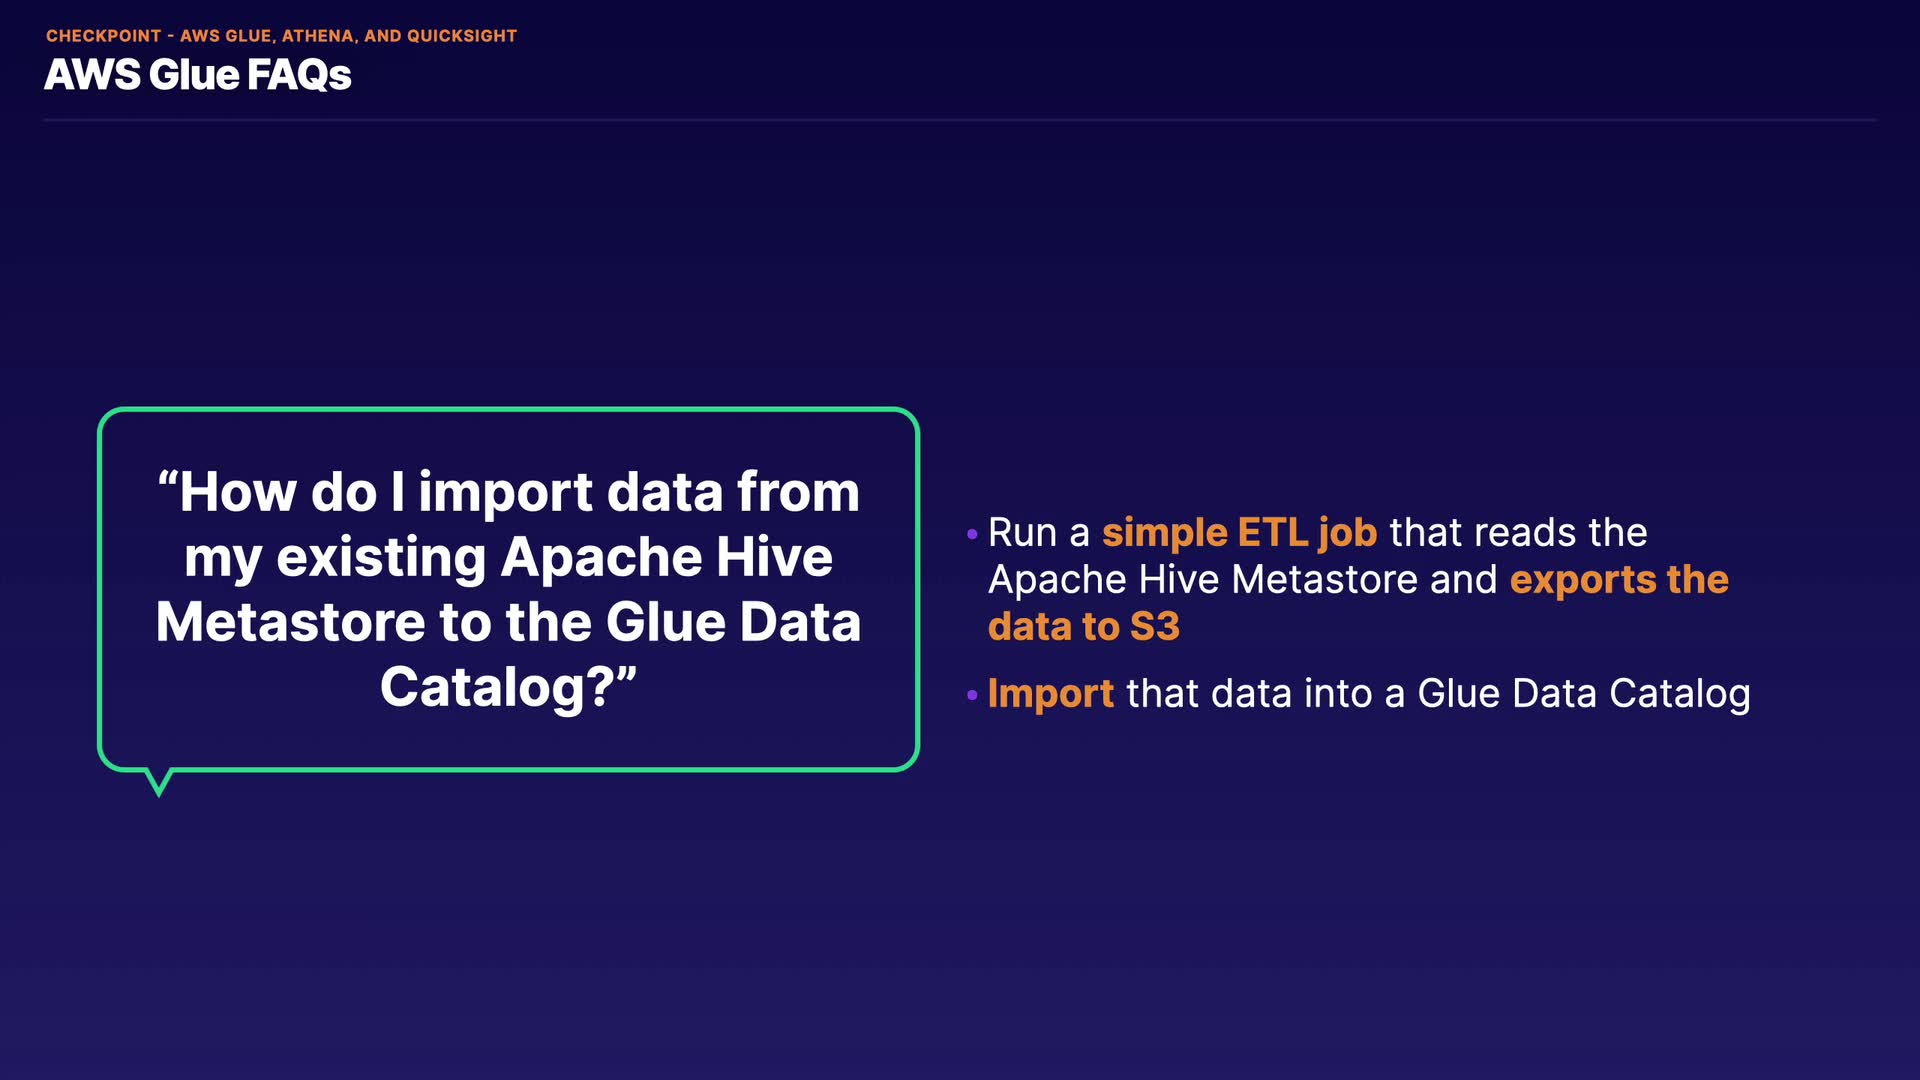 CHECKPOINT - AWS GLUE, ATHENA, AND QUICKSIGHT
AWS Glue FAQs
“How do I import data from
my existing Apache Hive
Metastore to the Glue Data
Catalog?”
• Run a simple ETL job that reads the
Apache Hive Metastore and exports the
data to S3
• Import that data into a Glue Data Catalog